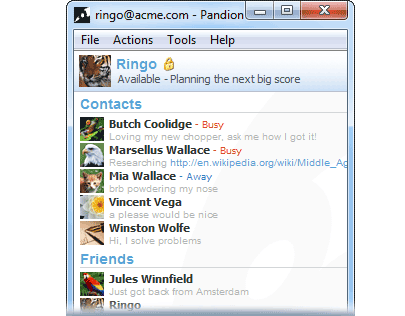 ringo@acme.com - Pandion
File Actions Tools Help
Ringo
Available - Planning the next big score
Contacts
Butch Coolidge - Busy
Loving my new chopper, ask me how I got it!
Marsellus Wallace - Busy
Researching http://en.wikipedia.org/wiki/Middle_Ag
Mia Wallace - Away
brb powdering my nose
Vincent Vega
a please would be nice
Winston Wolfe
Hi, I solve problems
Friends
Jules Winnfield
Just got back from Amsterdam
Ringo